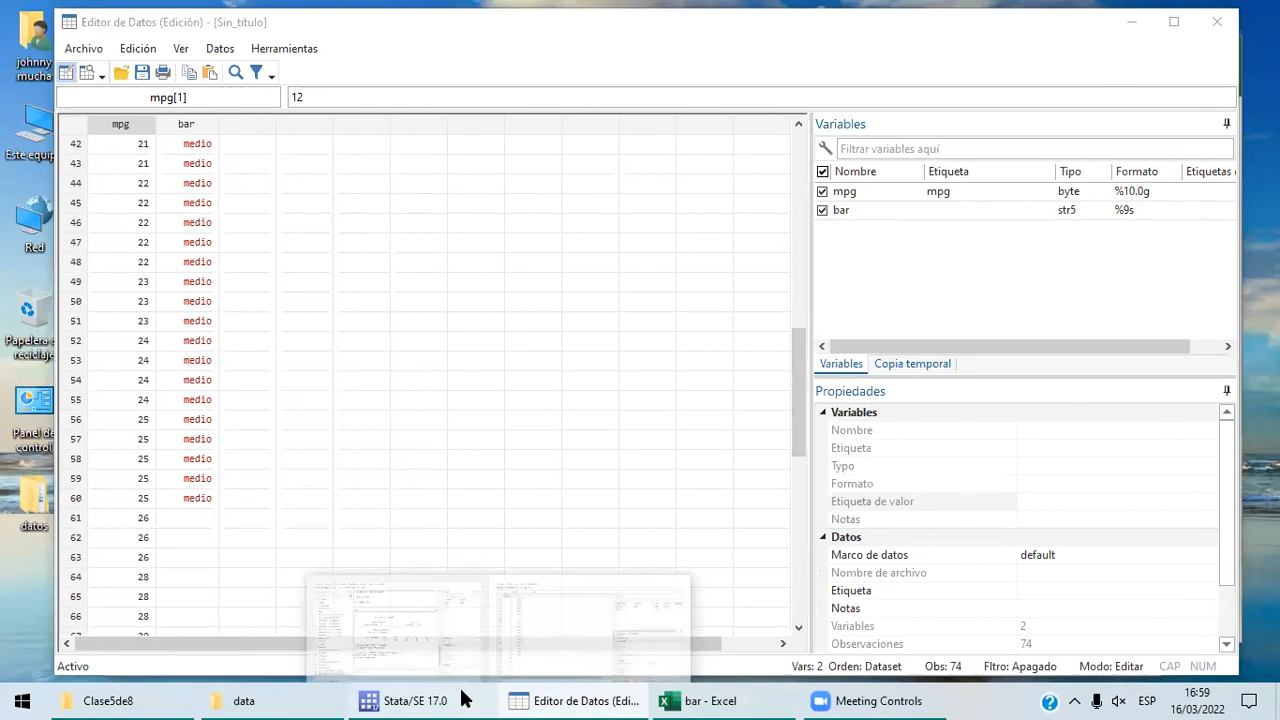 Editor de Datos (Edición) - [Sin_título]
Archivo Edición Ver Datos Herramientas
mpg[1] 12
mpg bar
42 21 medio
43 21 medio
44 22 medio
45 22 medio
46 22 medio
47 22 medio
48 22 medio
49 23 medio
50 23 medio
51 23 medio
52 24 medio
53 24 medio
54 24 medio
55 24 medio
56 25 medio
57 25 medio
58 25 medio
59 25 medio
60 25 medio
61 26
62 26
63 26
64 28
65 28
66 28
Variables
Filtrar variables aquí
Nombre Etiqueta Tipo Formato Etiquetas
mpg mpg byte %10.0g
bar str5 %9s
Variables Copia temporal
Propiedades
Variables
Nombre
Etiqueta
Typo
Formato
Etiqueta de valor
Notas
Datos
Marco de datos default
Nombre de archivo
Etiqueta
Notas
Variables 2
Observaciones
Activo Vars: 2 Orden: Dataset Obs: 74 Fltro: Apagado Modo: Editar CAP NUM
johnny
mucha
Este equip
Red
Papelera d
reciclaje
Panel de
control
datos
Clase5de8 data Stata/SE 17.0 Editor de Datos (Edi... bar - Excel Meeting Controls ESP 16:59
16/03/2022